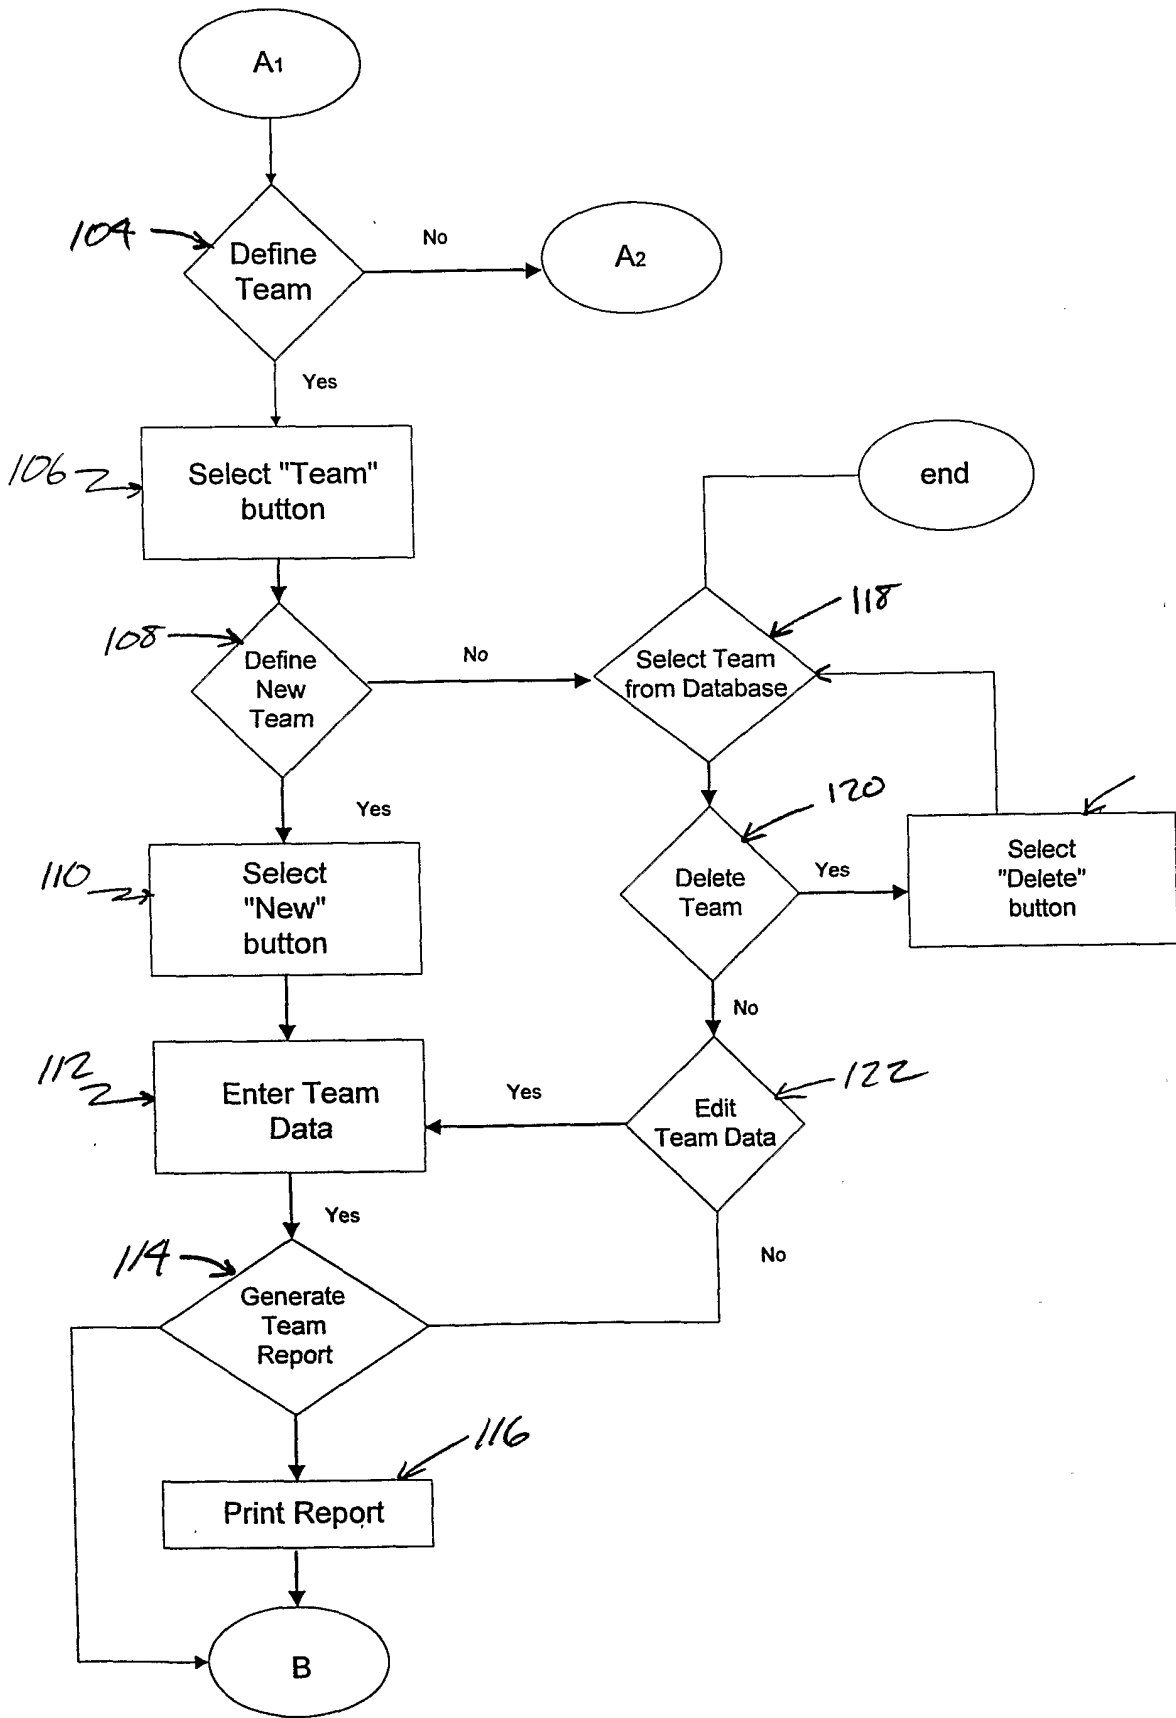 A1
104
Define
Team
No
A2
Yes
106
Select "Team"
button
end
108
Define
New
Team
No
118
Select Team
from Database
Yes
120
110
Select
"New"
button
Delete
Team
Yes
Select
"Delete"
button
No
112
Enter Team
Data
Yes
Edit
Team Data
122
Yes
114
Generate
Team
Report
No
116
Print Report
B